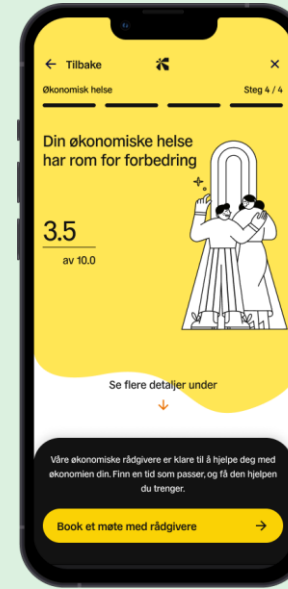 ← Tilbake
Økonomisk helse Steg 4 / 4
Din økonomiske helse
har rom for forbedring
3.5
av 10.0
Se flere detaljer under
Våre økonomiske rådgivere er klare til å hjelpe deg med
økonomien din. Finn en tid som passer, og få den hjelpen
du trenger.
Book et møte med rådgivere →